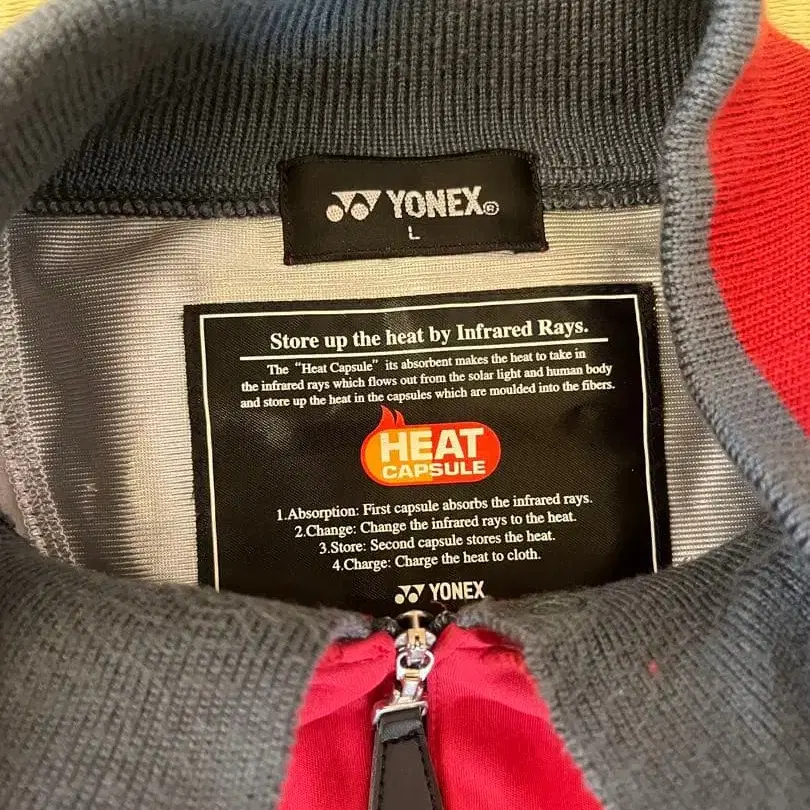 YONEX®
L
Store up the heat by Infrared Rays.
The “Heat Capsule” its absorbent makes the heat to take in
the infrared rays which flows out from the solar light and human body
and store up the heat in the capsules which are moulded into the fibers.
HEAT
CAPSULE
1.Absorption: First capsule absorbs the infrared rays.
2.Change: Change the infrared rays to the heat.
3.Store: Second capsule stores the heat.
4.Charge: Charge the heat to cloth.
YONEX